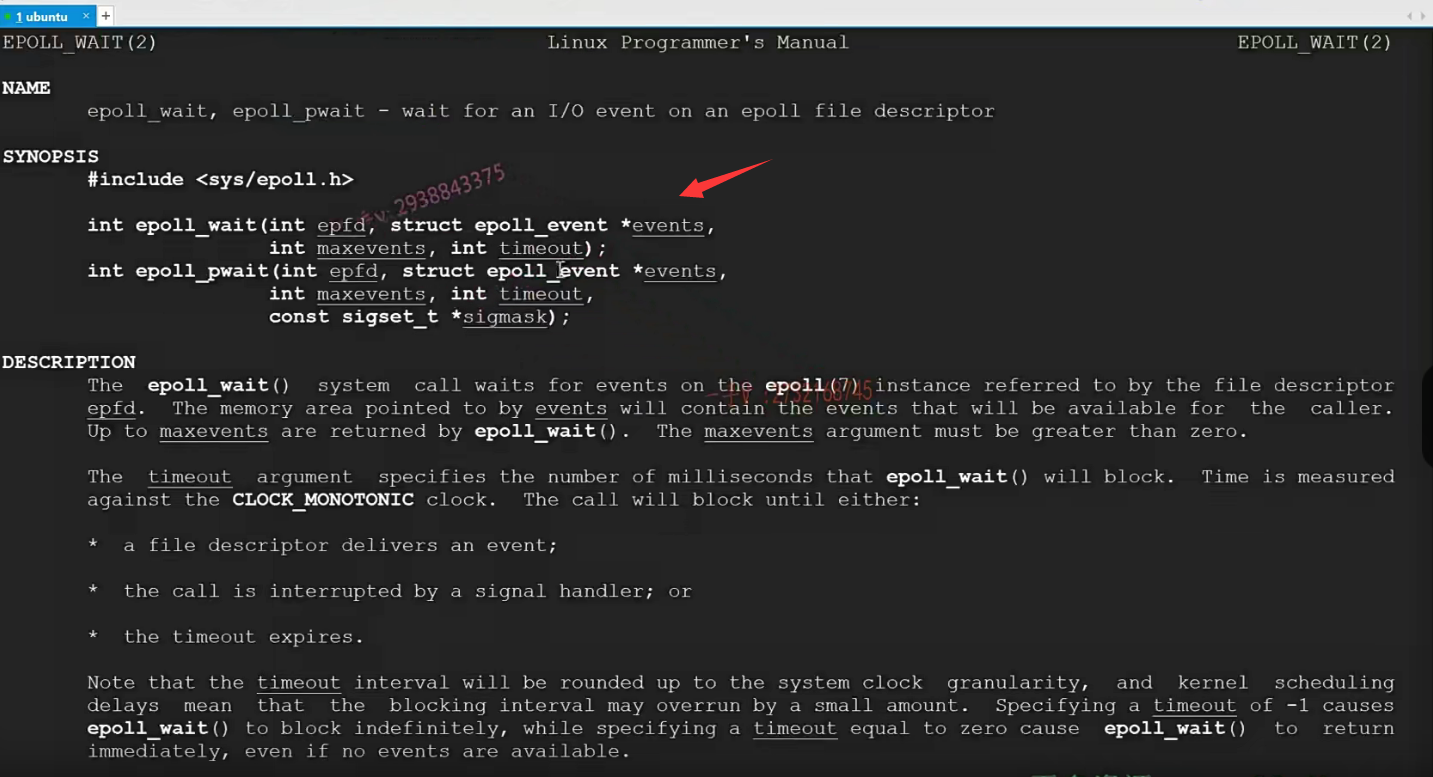 1 ubuntu × +
EPOLL_WAIT(2) Linux Programmer's Manual EPOLL_WAIT(2)
NAME
epoll_wait, epoll_pwait - wait for an I/O event on an epoll file descriptor
SYNOPSIS
#include <sys/epoll.h>
2938843375
int epoll_wait(int epfd, struct epoll_event *events,
int maxevents, int timeout);
int epoll_pwait(int epfd, struct epoll_event *events,
int maxevents, int timeout,
const sigset_t *sigmask);
DESCRIPTION
The epoll_wait() system call waits for events on the epoll(7) instance referred to by the file descriptor
epfd. The memory area pointed to by events will contain the events that will be available for the caller.
Up to maxevents are returned by epoll_wait(). The maxevents argument must be greater than zero.
The timeout argument specifies the number of milliseconds that epoll_wait() will block. Time is measured
against the CLOCK_MONOTONIC clock. The call will block until either:
* a file descriptor delivers an event;
* the call is interrupted by a signal handler; or
* the timeout expires.
Note that the timeout interval will be rounded up to the system clock granularity, and kernel scheduling
delays mean that the blocking interval may overrun by a small amount. Specifying a timeout of -1 causes
epoll_wait() to block indefinitely, while specifying a timeout equal to zero cause epoll_wait() to return
immediately, even if no events are available.